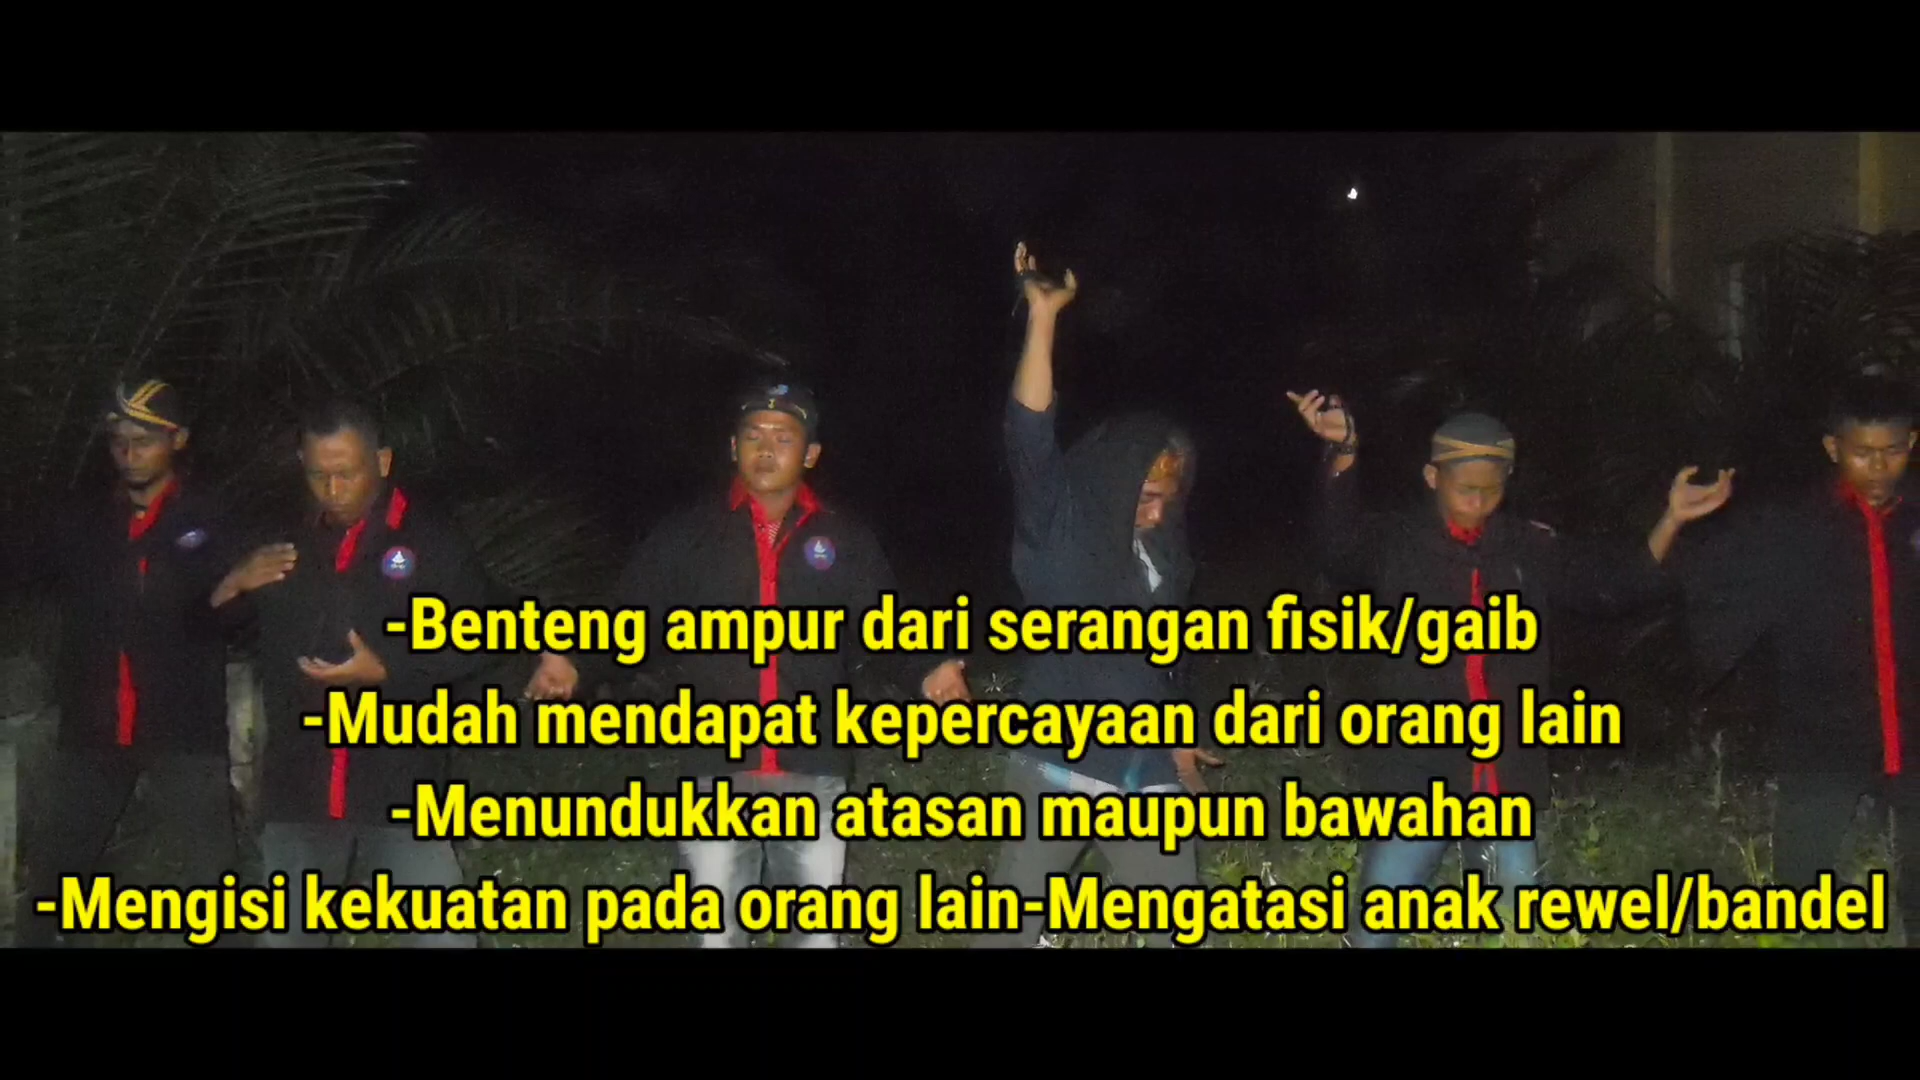 -Benteng ampur dari serangan fisik/gaib
-Mudah mendapat kepercayaan dari orang lain
-Menundukkan atasan maupun bawahan
-Mengisi kekuatan pada orang lain-Mengatasi anak rewel/bandel